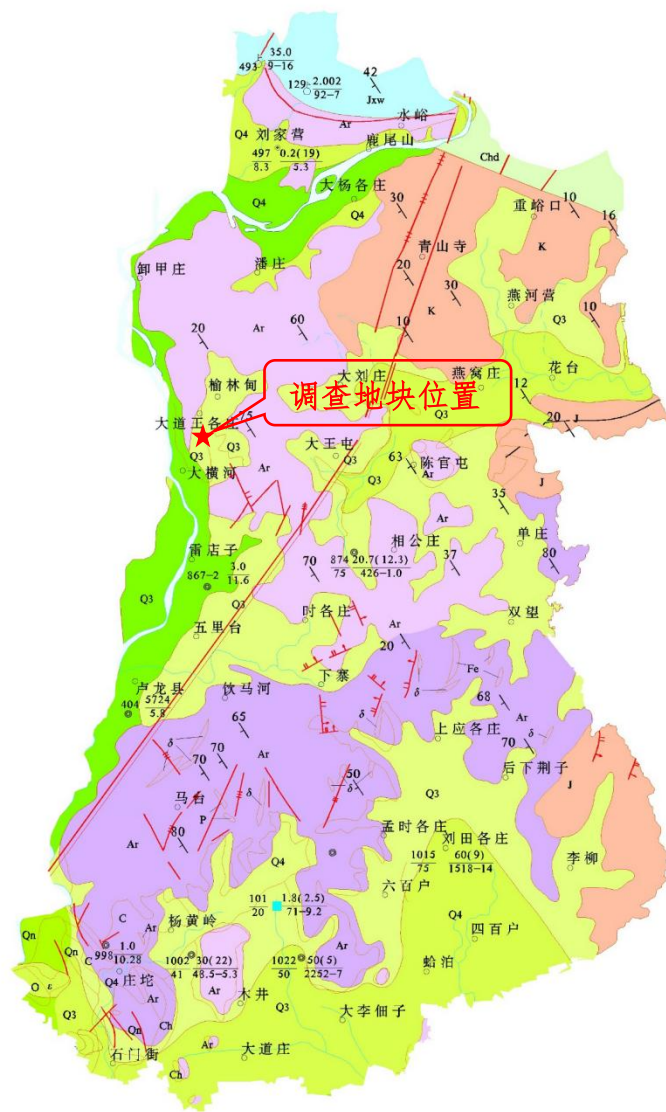 35.0
493 9-16
129 2.002
92-7
42
Jxw
水峪
Ar
Q4
刘家营
鹿尾山
497 0.2(19)
8.3 5.3
Chd
大杨各庄
Q4
Q4
30
重峪口
10
16
K
青山寺
潘庄
卸甲庄
20
30
燕河营
K
10
20
Ar
60
10
Q3
榆林甸
大刘庄
燕窝庄
花台
12
调查地块位置
20
J
大道王各庄
75
Q3
Q3
Q3
大横河
大王屯
Q3
63
陈官屯
Ar
Ar
J
35
Ar
相公庄
单庄
雷店子
70
874 20.7(12.3)
75 426-1.0
37
80
867-2 3.0
11.6
Q3
Q3
时各庄
双望
五里台
Ar
20
卢龙县
饮马河
下寨
Fe
404 5724
5.8
65
δ
δ
68
Ar
上应各庄
δ
70
70
Ar
70
后下荆子
δ
50
δ
Q3
J
马台
P
80
孟时各庄
刘田各庄
Ar
Q4
1015 60(9)
75 1518-14
李柳
六百户
101 1.8(2.5)
20 71-9.2
C
Ar
杨黄岭
Q4
四百户
Qn
Qn
998 1.0
10.28
C
1002 30(22)
41 48.5-5.3
1022 50(5)
50 2252-7
Ar
蛤泊
O
ε
Q4
庄坨
Ar
Ar
木井
Q3
Q3
Ch
大李佃子
Qn
石门街
Ar
大道庄
Ch